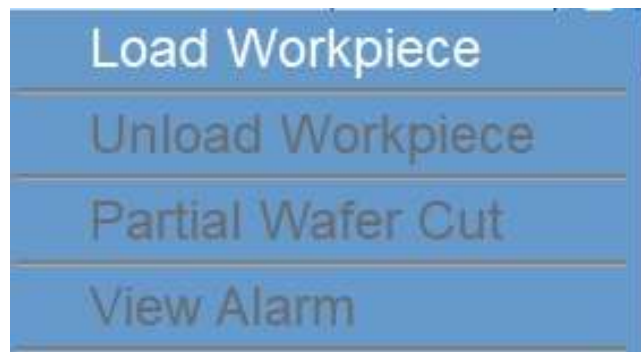 Load Workpiece
Unload Workpiece
Partial Wafer Cut
View Alarm